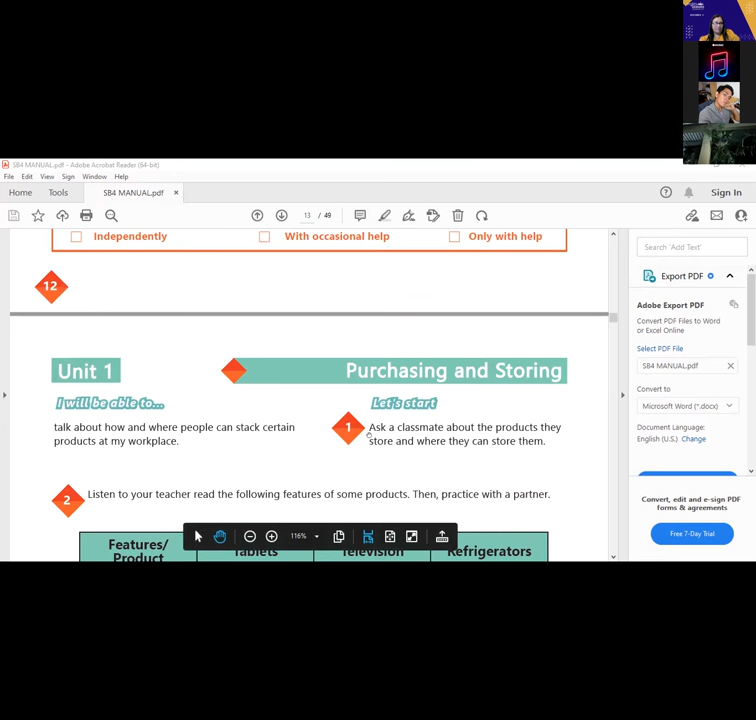 SB4 MANUAL.pdf - Adobe Acrobat Reader (64-bit)
File Edit View Sign Window Help
Home Tools SB4 MANUAL.pdf × Sign In
13 / 49
Independently With occasional help Only with help
12
Unit 1 Purchasing and Storing
I will be able to...
talk about how and where people can stack certain
products at my workplace.
Let's start
1 Ask a classmate about the products they
store and where they can store them.
2 Listen to your teacher read the following features of some products. Then, practice with a partner.
Features/
Product
Tablets
Television
Refrigerators
116%
Search 'Add Text'
Export PDF
Adobe Export PDF
Convert PDF Files to Word
or Excel Online
Select PDF File
SB4 MANUAL.pdf
Convert to
Microsoft Word (*.docx)
Document Language:
English (U.S.) Change
Convert, edit and e-sign PDF
forms & agreements
Free 7-Day Trial